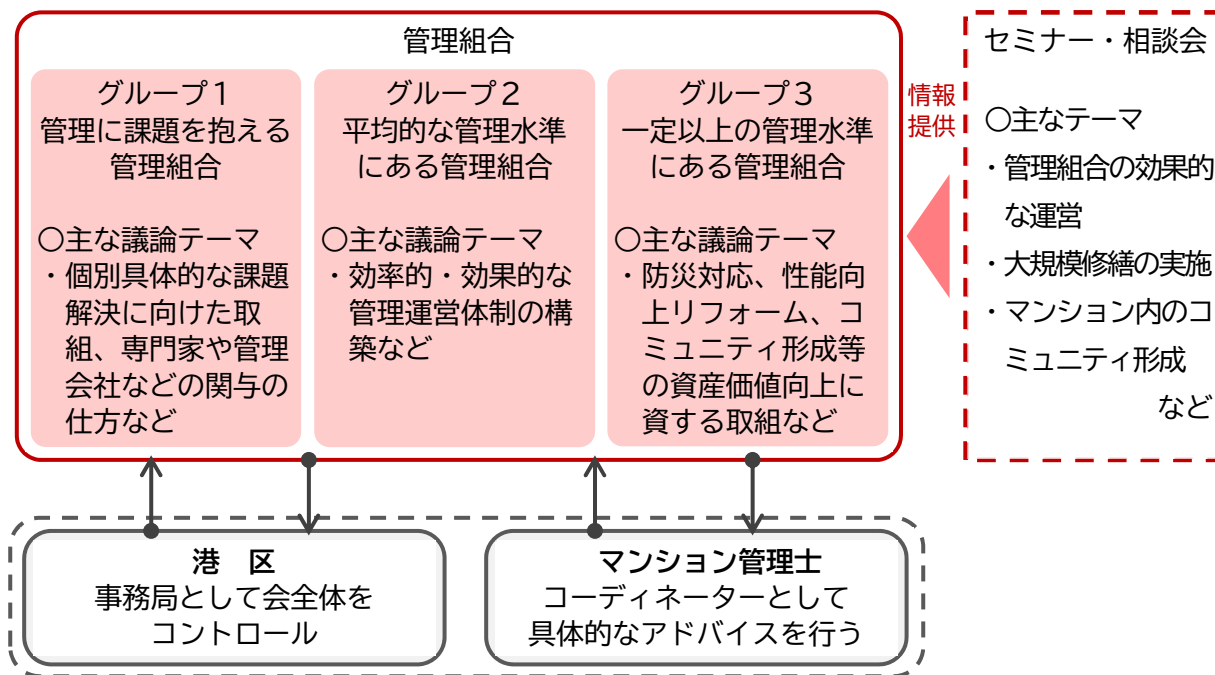 管理組合
グループ１
管理に課題を抱える
管理組合
〇主な議論テーマ
・個別具体的な課題
解決に向けた取
組、専門家や管理
会社などの関与の
仕方など
グループ２
平均的な管理水準
にある管理組合
〇主な議論テーマ
・効率的・効果的な
管理運営体制の構
築など
グループ３
一定以上の管理水準
にある管理組合
〇主な議論テーマ
・防災対応、性能向
上リフォーム、コ
ミュニティ形成等
の資産価値向上に
資する取組など
情報
提供
セミナー・相談会
〇主なテーマ
・管理組合の効果的
な運営
・大規模修繕の実施
・マンション内のコ
ミュニティ形成
など
港　区
事務局として会全体を
コントロール
マンション管理士
コーディネーターとして
具体的なアドバイスを行う